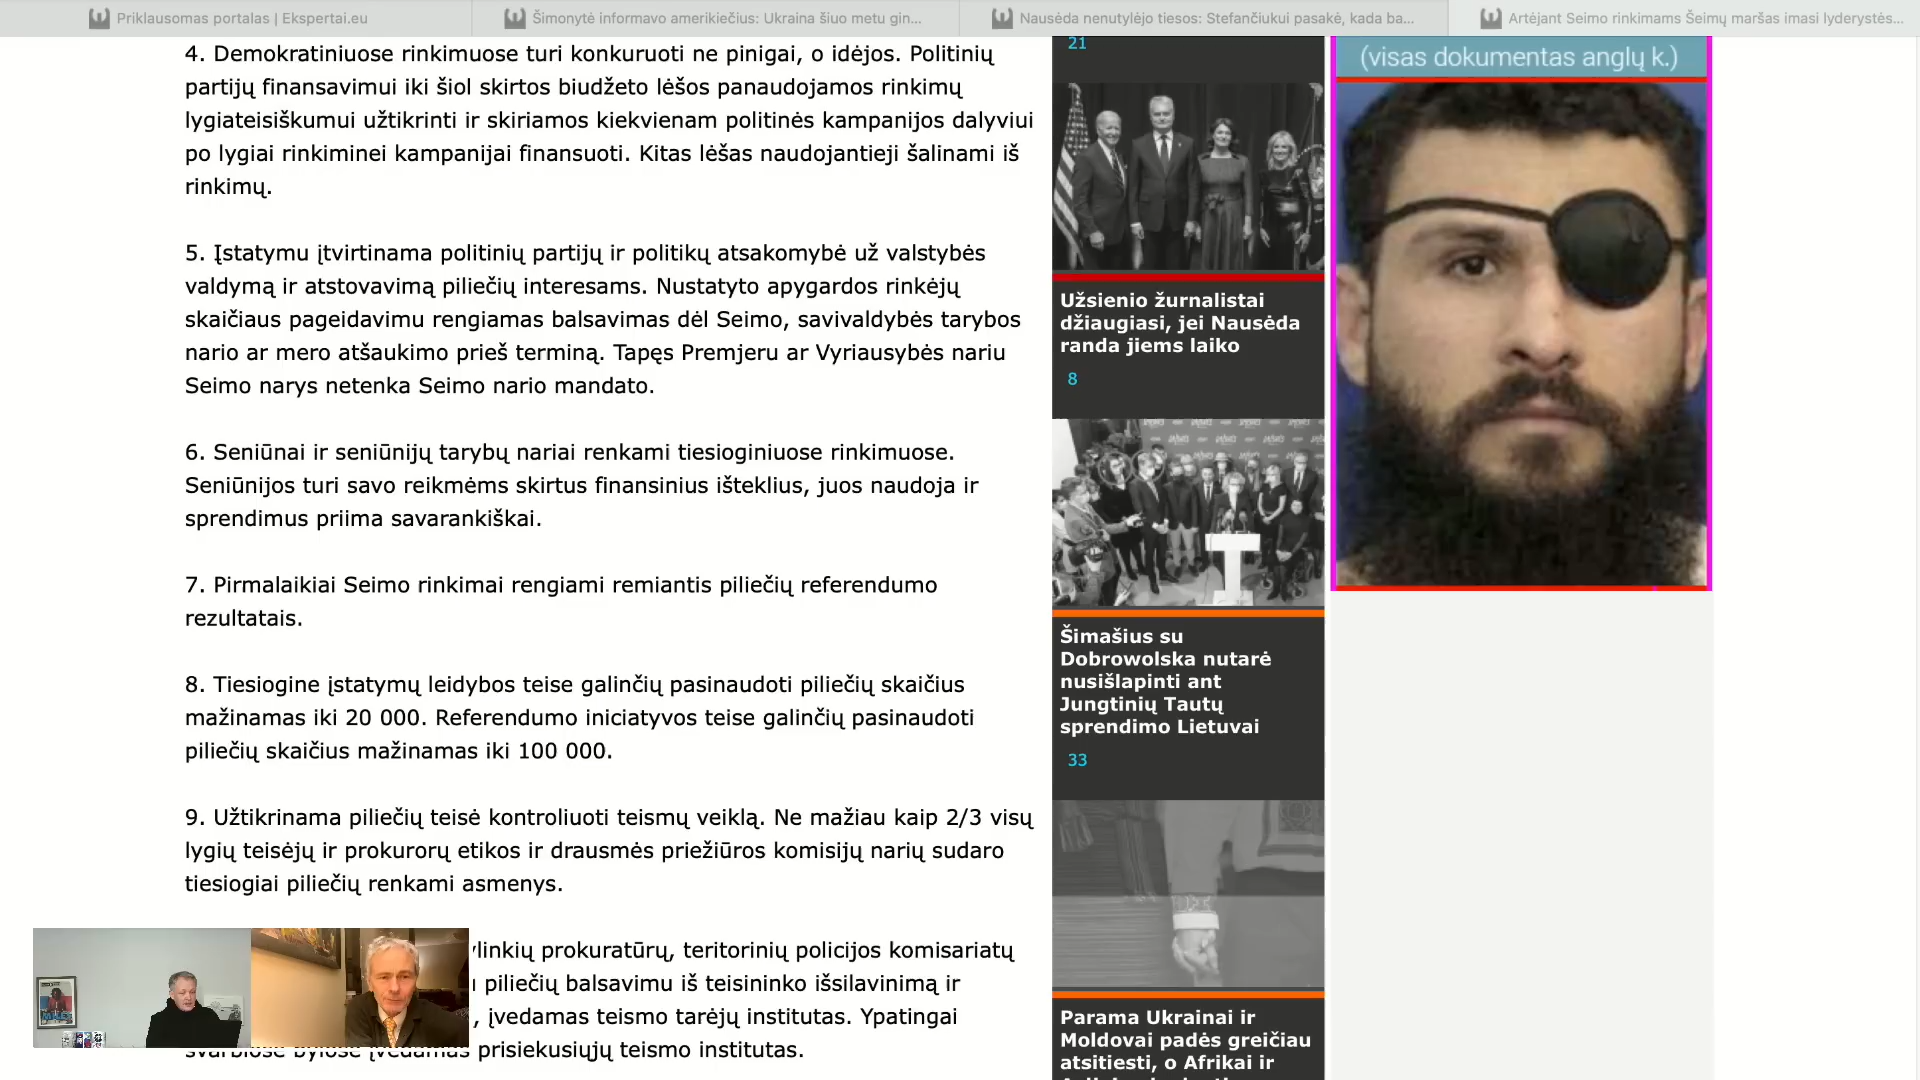 Priklausomas portalas | Ekspertai.eu
Šimonytė informavo amerikiečius: Ukraina šiuo metu gin...
Nausėda nenutylėjo tiesos: Stefančiukui pasakė, kada ba...
Artėjant Seimo rinkimams Šeimų maršas imasi lyderystės...
4. Demokratiniuose rinkimuose turi konkuruoti ne pinigai, o idėjos. Politinių
partijų finansavimui iki šiol skirtos biudžeto lėšos panaudojamos rinkimų
lygiateisiškumui užtikrinti ir skiriamos kiekvienam politinės kampanijos dalyviui
po lygiai rinkiminei kampanijai finansuoti. Kitas lėšas naudojantieji šalinami iš
rinkimų.
5. Įstatymu įtvirtinama politinių partijų ir politikų atsakomybė už valstybės
valdymą ir atstovavimą piliečių interesams. Nustatyto apygardos rinkėjų
skaičiaus pageidavimu rengiamas balsavimas dėl Seimo, savivaldybės tarybos
nario ar mero atšaukimo prieš terminą. Tapęs Premjeru ar Vyriausybės nariu
Seimo narys netenka Seimo nario mandato.
6. Seniūnai ir seniūnijų tarybų nariai renkami tiesioginiuose rinkimuose.
Seniūnijos turi savo reikmėms skirtus finansinius išteklius, juos naudoja ir
sprendimus priima savarankiškai.
7. Pirmalaikiai Seimo rinkimai rengiami remiantis piliečių referendumo
rezultatais.
8. Tiesiogine įstatymų leidybos teise galinčių pasinaudoti piliečių skaičius
mažinamas iki 20 000. Referendumo iniciatyvos teise galinčių pasinaudoti
piliečių skaičius mažinamas iki 100 000.
9. Užtikrinama piliečių teisė kontroliuoti teismų veiklą. Ne mažiau kaip 2/3 visų
lygių teisėjų ir prokurorų etikos ir drausmės priežiūros komisijų narių sudaro
tiesiogiai piliečių renkami asmenys.
ylinkių prokuratūrų, teritorinių policijos komisariatų
piliečių balsavimu iš teisininko išsilavinimą ir
, įvedamas teismo tarėjų institutas. Ypatingai
svarbiose bylose įvedamas prisiekusiųjų teismo institutas.
21
Užsienio žurnalistai
džiaugiasi, jei Nausėda
randa jiems laiko
8
Šimašius su
Dobrowolska nutarė
nusišlapinti ant
Jungtinių Tautų
sprendimo Lietuvai
33
Parama Ukrainai ir
Moldovai padės greičiau
atsitiesti, o Afrikai ir
(visas dokumentas anglų k.)